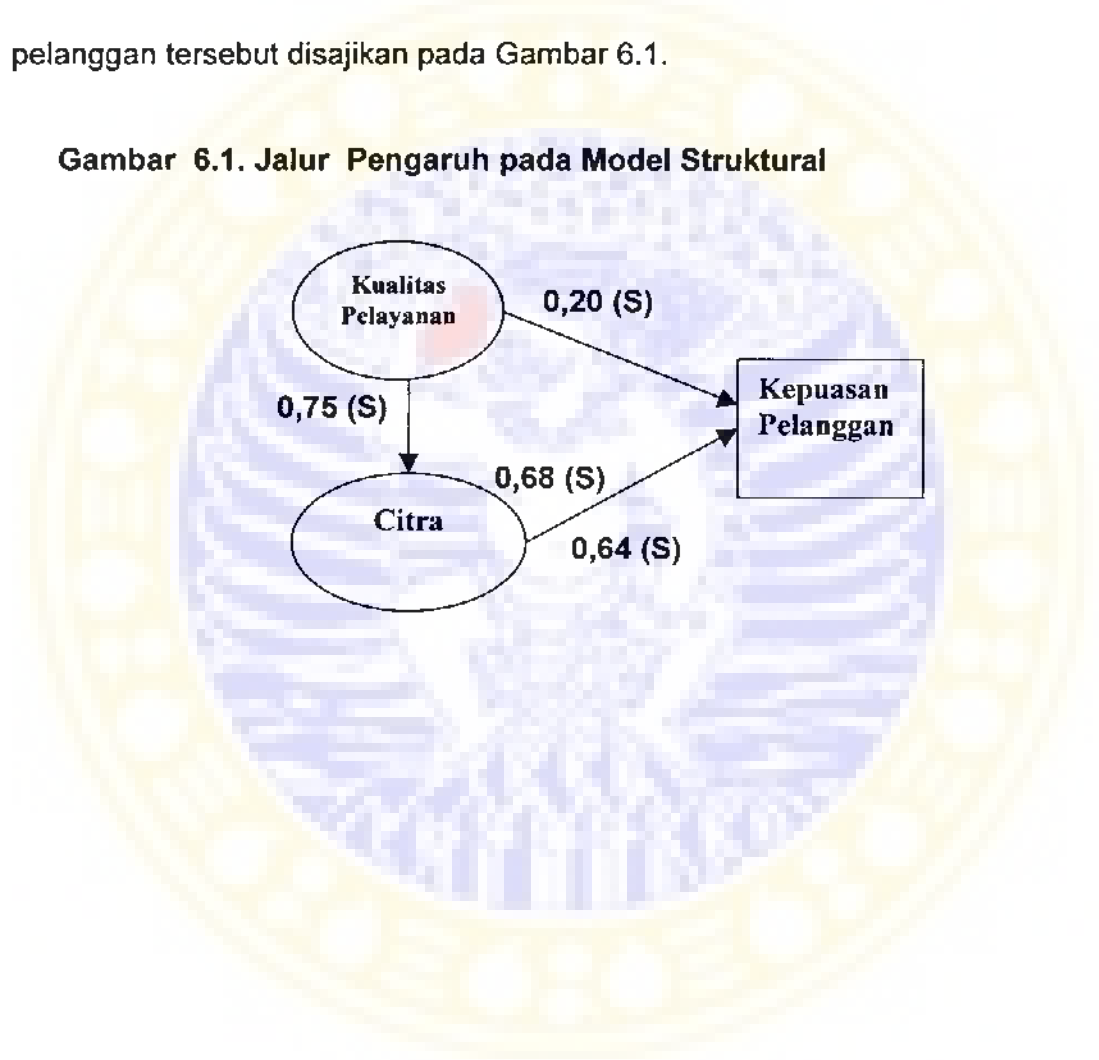 pelanggan tersebut disajikan pada Gambar 6.1.
Gambar 6.1. Jalur Pengaruh pada Model Struktural
Kualitas
Pelayanan
0,20 (S)
Kepuasan
Pelanggan
0,75 (S)
0,68 (S)
Citra
0,64 (S)